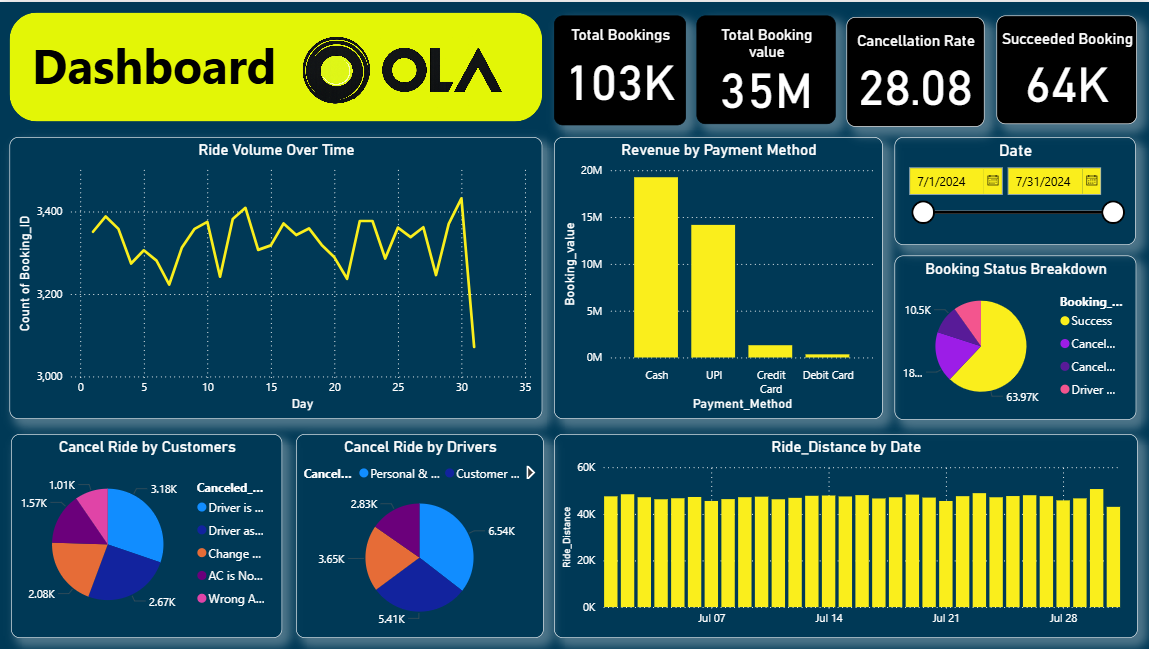 Dashboard OLA
Total Bookings
103K
Total Booking
value
35M
Cancellation Rate
28.08
Succeeded Booking
64K
Ride Volume Over Time
Count of Booking_ID
3,400
3,200
3,000
0 5 10 15 20 25 30 35
Day
Revenue by Payment Method
Booking_value
20M
15M
10M
5M
0M
Cash UPI Credit Debit Card
Card
Payment_Method
Date
7/1/2024 7/31/2024
Booking Status Breakdown
10.5K
18...
63.97K
Booking_...
Success
Cancel...
Cancel...
Driver ...
Cancel Ride by Customers
1.01K
1.57K
3.18K
2.08K
2.67K
Canceled_...
Driver is ...
Driver as...
Change ...
AC is No...
Wrong A...
Cancel Ride by Drivers
Cancel... Personal & ... Customer ...
2.83K
6.54K
3.65K
5.41K
Ride_Distance by Date
Ride_Distance
60K
40K
20K
0K
Jul 07 Jul 14 Jul 21 Jul 28